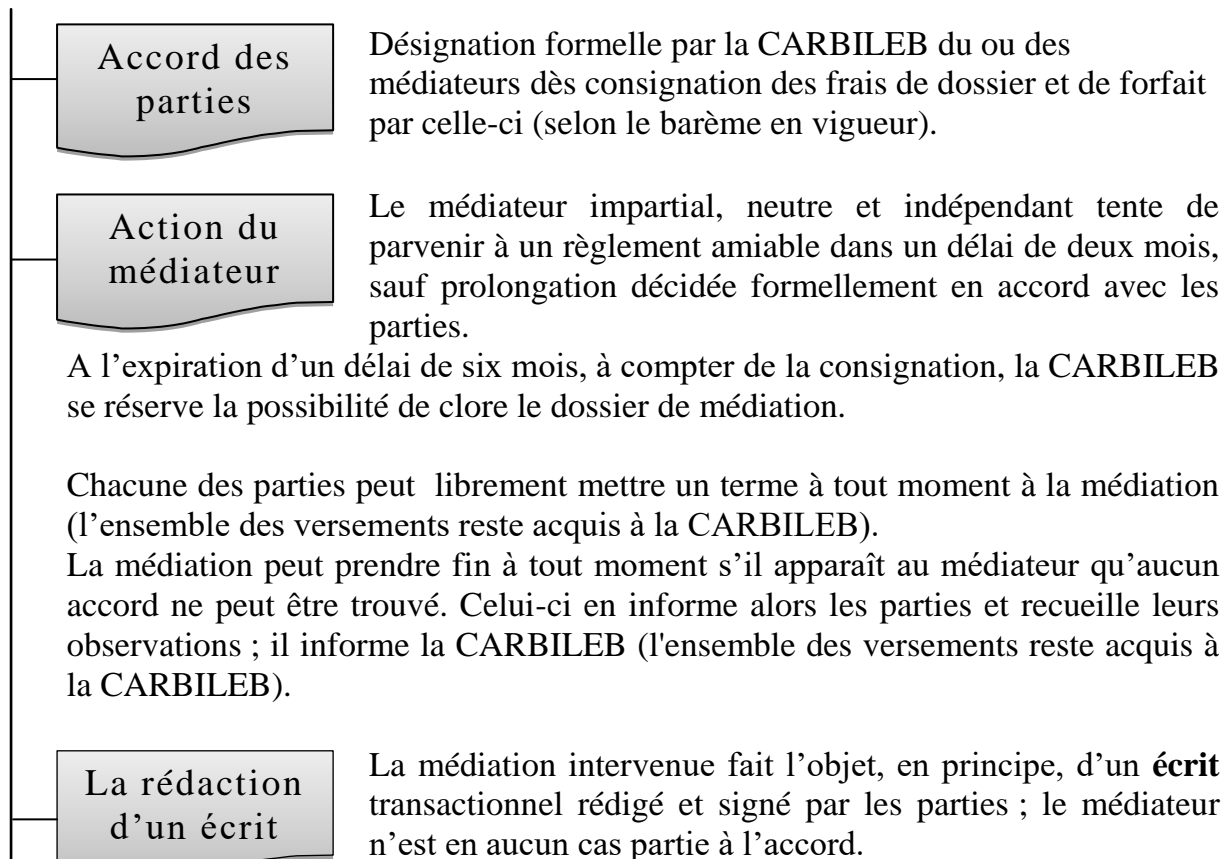 Accord des
parties
Désignation formelle par la CARBILEB du ou des
médiateurs dès consignation des frais de dossier et de forfait
par celle-ci (selon le barème en vigueur).
Action du
médiateur
Le médiateur impartial, neutre et indépendant tente de
parvenir à un règlement amiable dans un délai de deux mois,
sauf prolongation décidée formellement en accord avec les
parties.
A l’expiration d’un délai de six mois, à compter de la consignation, la CARBILEB
se réserve la possibilité de clore le dossier de médiation.
Chacune des parties peut librement mettre un terme à tout moment à la médiation
(l’ensemble des versements reste acquis à la CARBILEB).
La médiation peut prendre fin à tout moment s’il apparaît au médiateur qu’aucun
accord ne peut être trouvé. Celui-ci en informe alors les parties et recueille leurs
observations ; il informe la CARBILEB (l'ensemble des versements reste acquis à
la CARBILEB).
La rédaction
d’un écrit
La médiation intervenue fait l’objet, en principe, d’un écrit
transactionnel rédigé et signé par les parties ; le médiateur
n’est en aucun cas partie à l’accord.